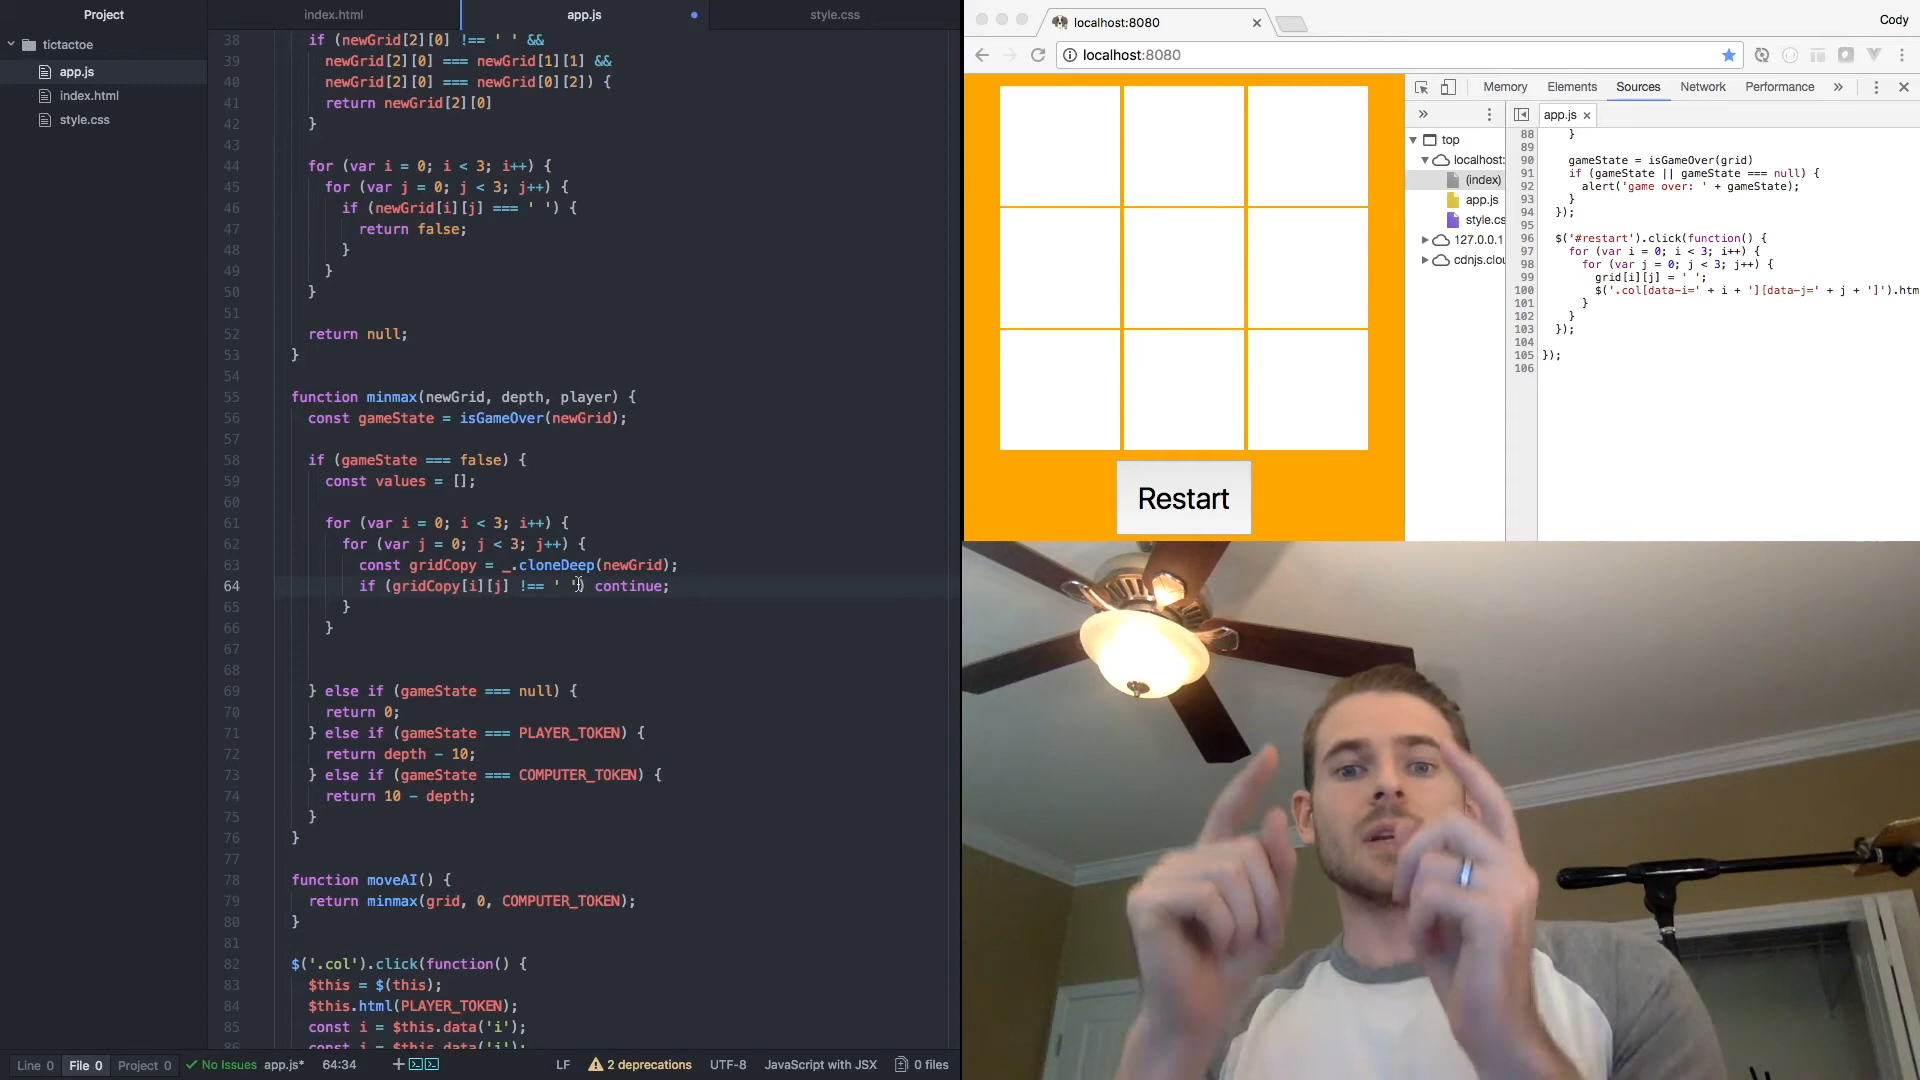 Project
index.html
app.js
style.css
tictactoe
app.js
index.html
style.css
38 if (newGrid[2][0] !== ' ' &&
39 newGrid[2][0] === newGrid[1][1] &&
40 newGrid[2][0] === newGrid[0][2]) {
41 return newGrid[2][0]
42 }
43
44 for (var i = 0; i < 3; i++) {
45 for (var j = 0; j < 3; j++) {
46 if (newGrid[i][j] === ' ') {
47 return false;
48 }
49 }
50 }
51
52 return null;
53 }
54
55 function minmax(newGrid, depth, player) {
56 const gameState = isGameOver(newGrid);
57
58 if (gameState === false) {
59 const values = [];
60
61 for (var i = 0; i < 3; i++) {
62 for (var j = 0; j < 3; j++) {
63 const gridCopy = _.cloneDeep(newGrid);
64 if (gridCopy[i][j] !== ' ') continue;
65 }
66 }
67
68
69 } else if (gameState === null) {
70 return 0;
71 } else if (gameState === PLAYER_TOKEN) {
72 return depth - 10;
73 } else if (gameState === COMPUTER_TOKEN) {
74 return 10 - depth;
75 }
76 }
77
78 function moveAI() {
79 return minmax(grid, 0, COMPUTER_TOKEN);
80 }
81
82 $('.col').click(function() {
83 $this = $(this);
84 $this.html(PLAYER_TOKEN);
85 const i = $this.data('i');
Line 0 File 0 Project 0 No Issues app.js* 64:34 LF 2 deprecations UTF-8 JavaScript with JSX 0 files
localhost:8080
Cody
localhost:8080
Restart
Memory Elements Sources Network Performance
top
localhost:
(index)
app.js
style.cs
127.0.0.1
cdnjs.clou
app.js
88 }
89
90 gameState = isGameOver(grid)
91 if (gameState || gameState === null) {
92 alert('game over: ' + gameState);
93 }
94 });
95
96 $('#restart').click(function() {
97 for (var i = 0; i < 3; i++) {
98 for (var j = 0; j < 3; j++) {
99 grid[i][j] = ' ';
100 $('.col[data-i=' + i + '][data-j=' + j + ']').htm
101 }
102 }
103 });
104
105 });
106